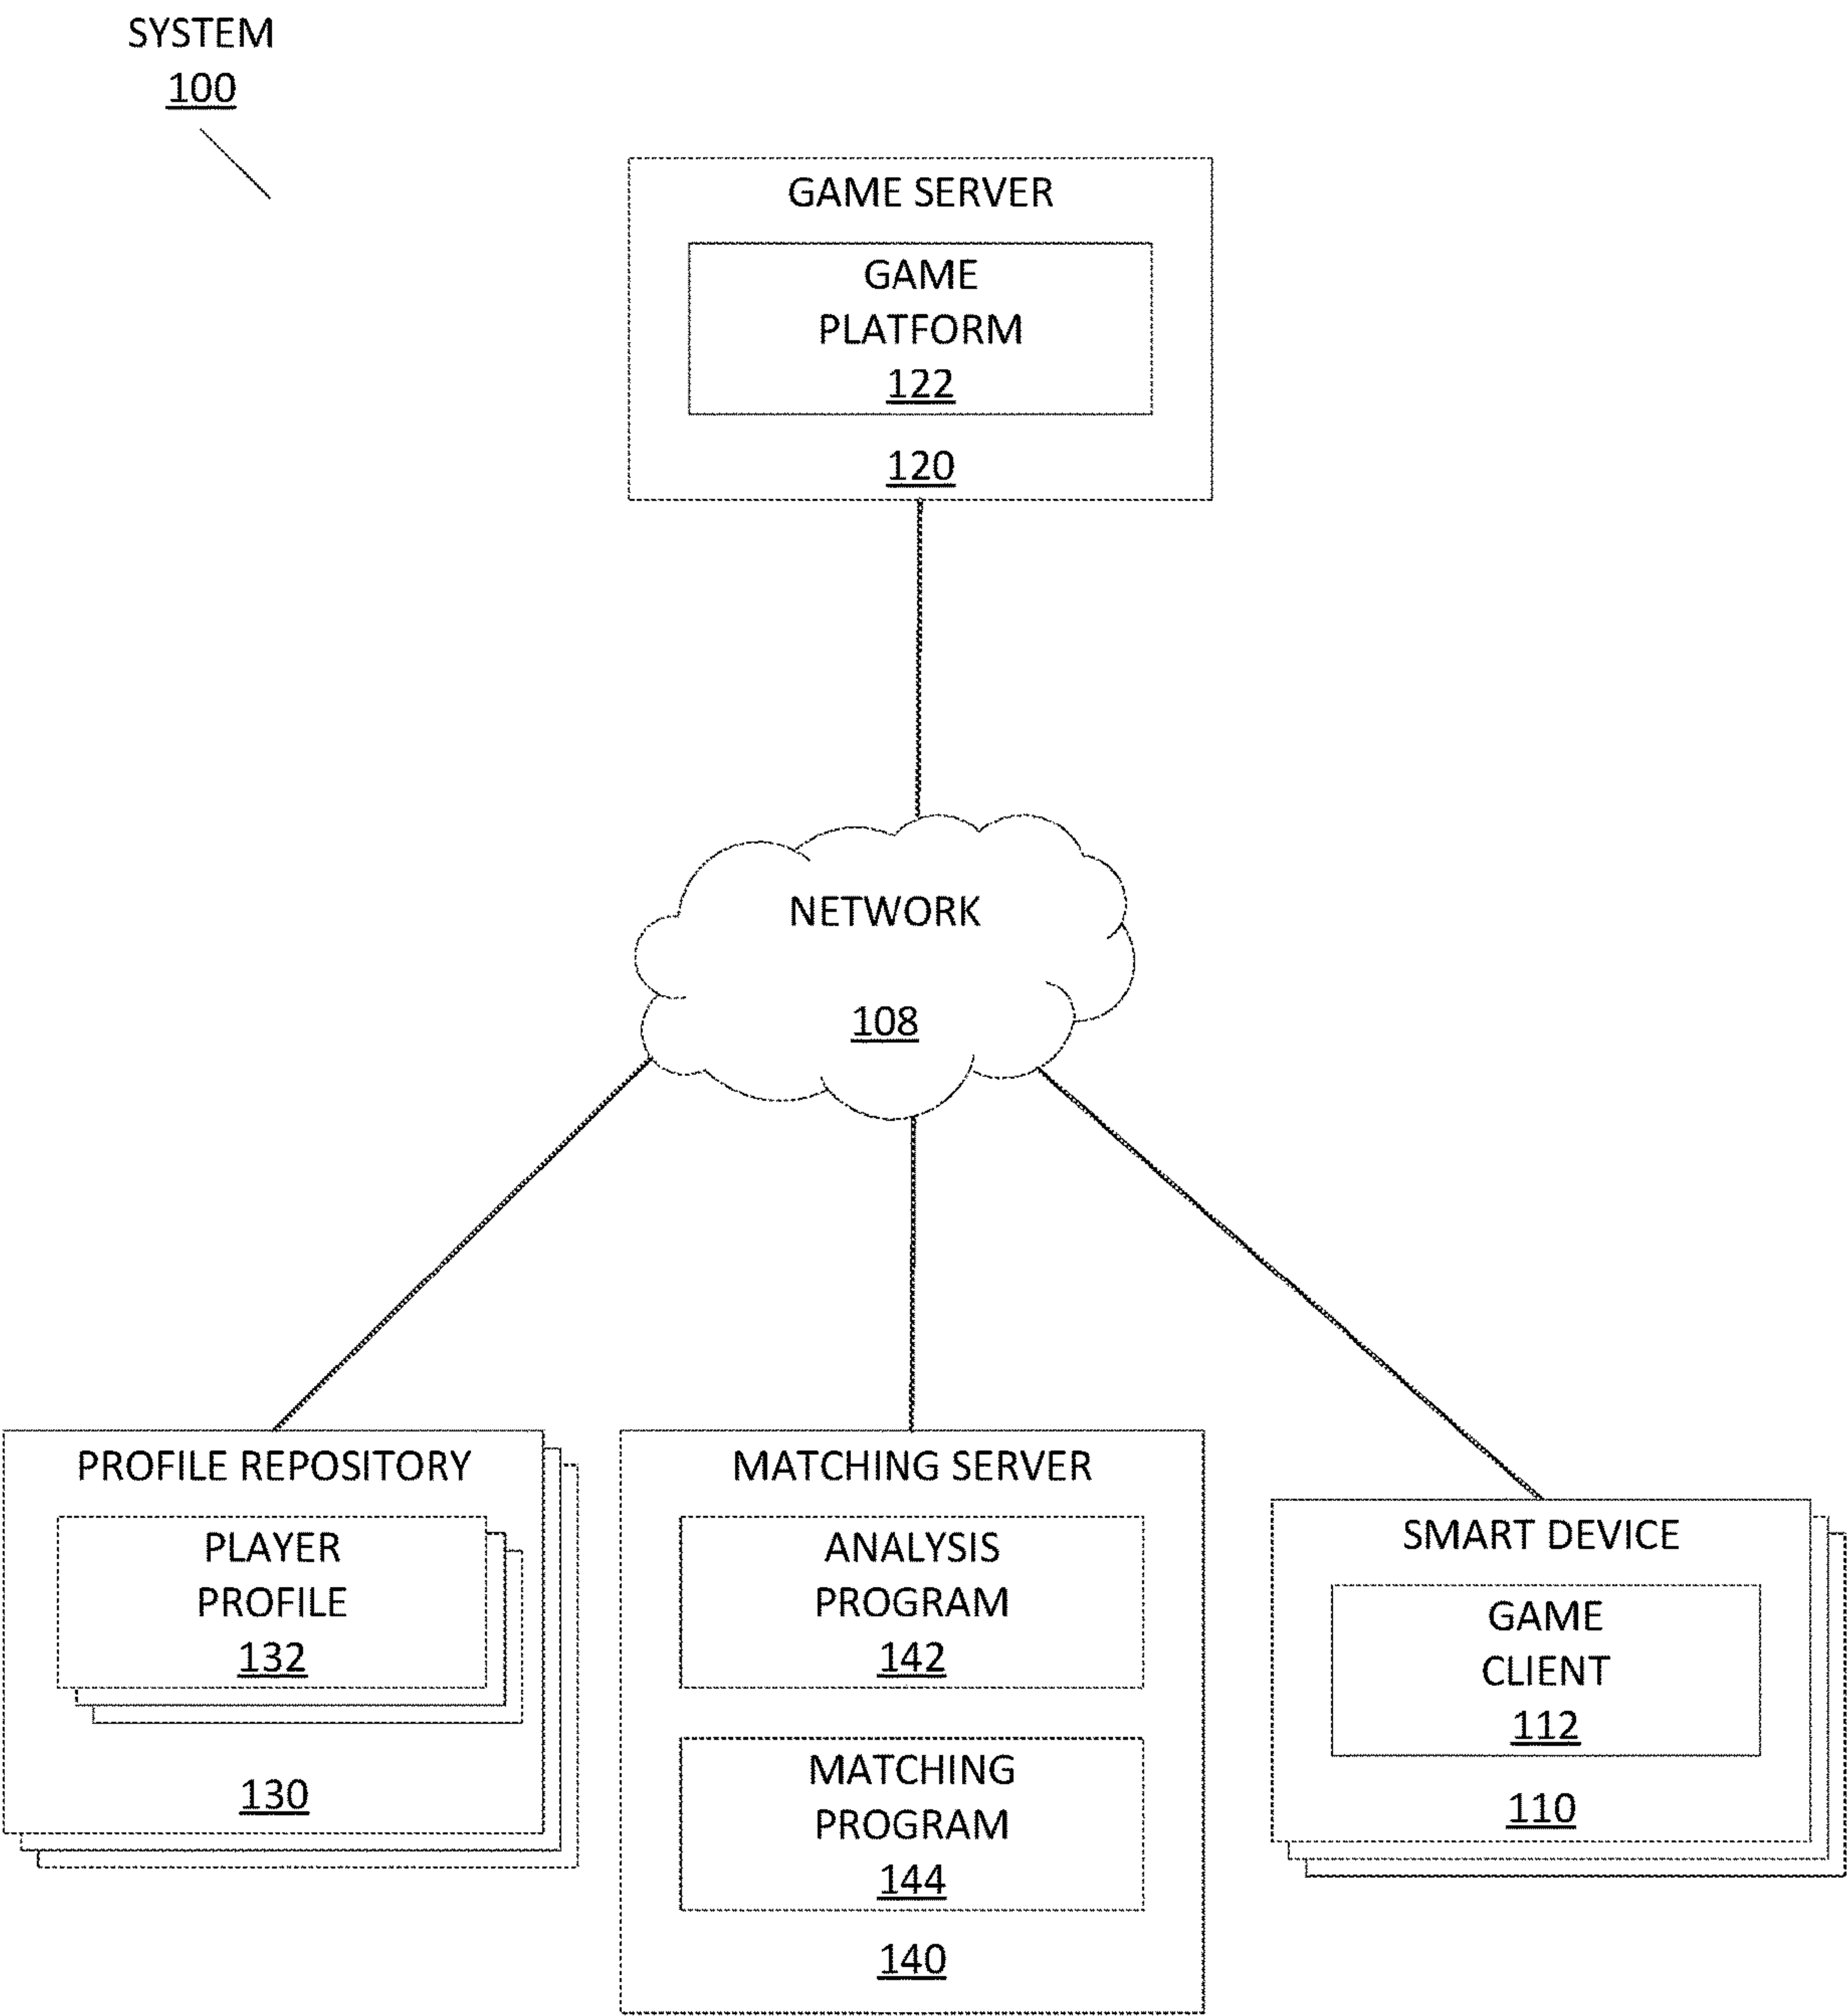 SYSTEM
100
GAME SERVER
GAME
PLATFORM
122
120
NETWORK
108
PROFILE REPOSITORY
PLAYER
PROFILE
132
130
MATCHING SERVER
ANALYSIS
PROGRAM
142
MATCHING
PROGRAM
144
140
SMART DEVICE
GAME
CLIENT
112
110